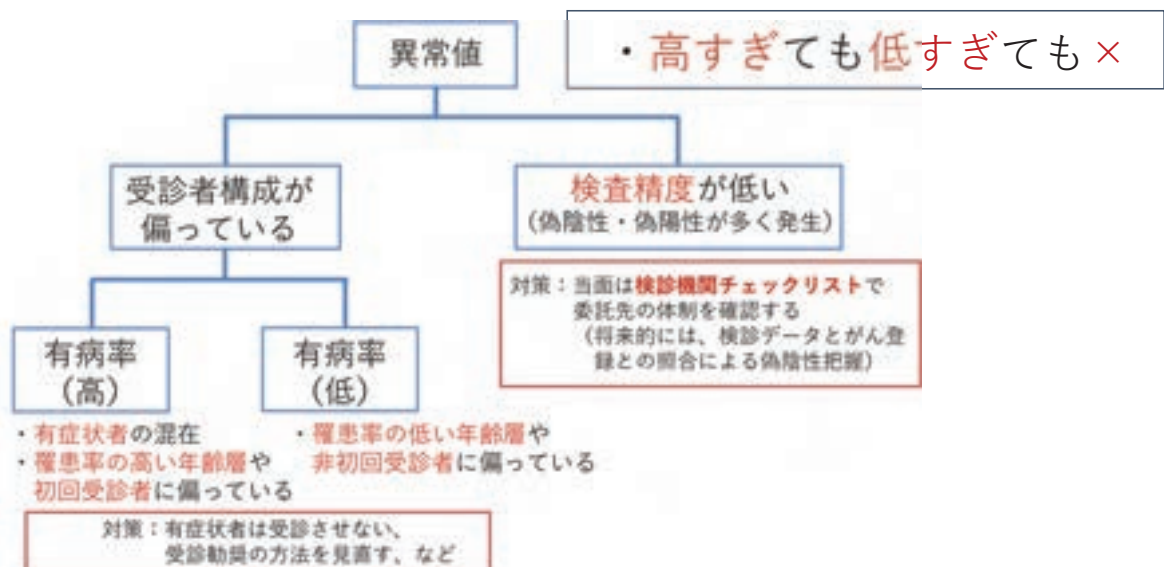 異常値
・高すぎても低すぎても×
受診者構成が
偏っている
検査精度が低い
(偽陰性・偽陽性が多く発生)
対策：当面は検診機関チェックリストで
委託先の体制を確認する
（将来的には、検診データとがん登
録との照合による偽陰性把握）
有病率
(高)
有病率
(低)
・有症状者の混在
・罹患率の高い年齢層や
初回受診者に偏っている
・罹患率の低い年齢層や
非初回受診者に偏っている
対策：有症状者は受診させない、
受診勧奨の方法を見直す、など